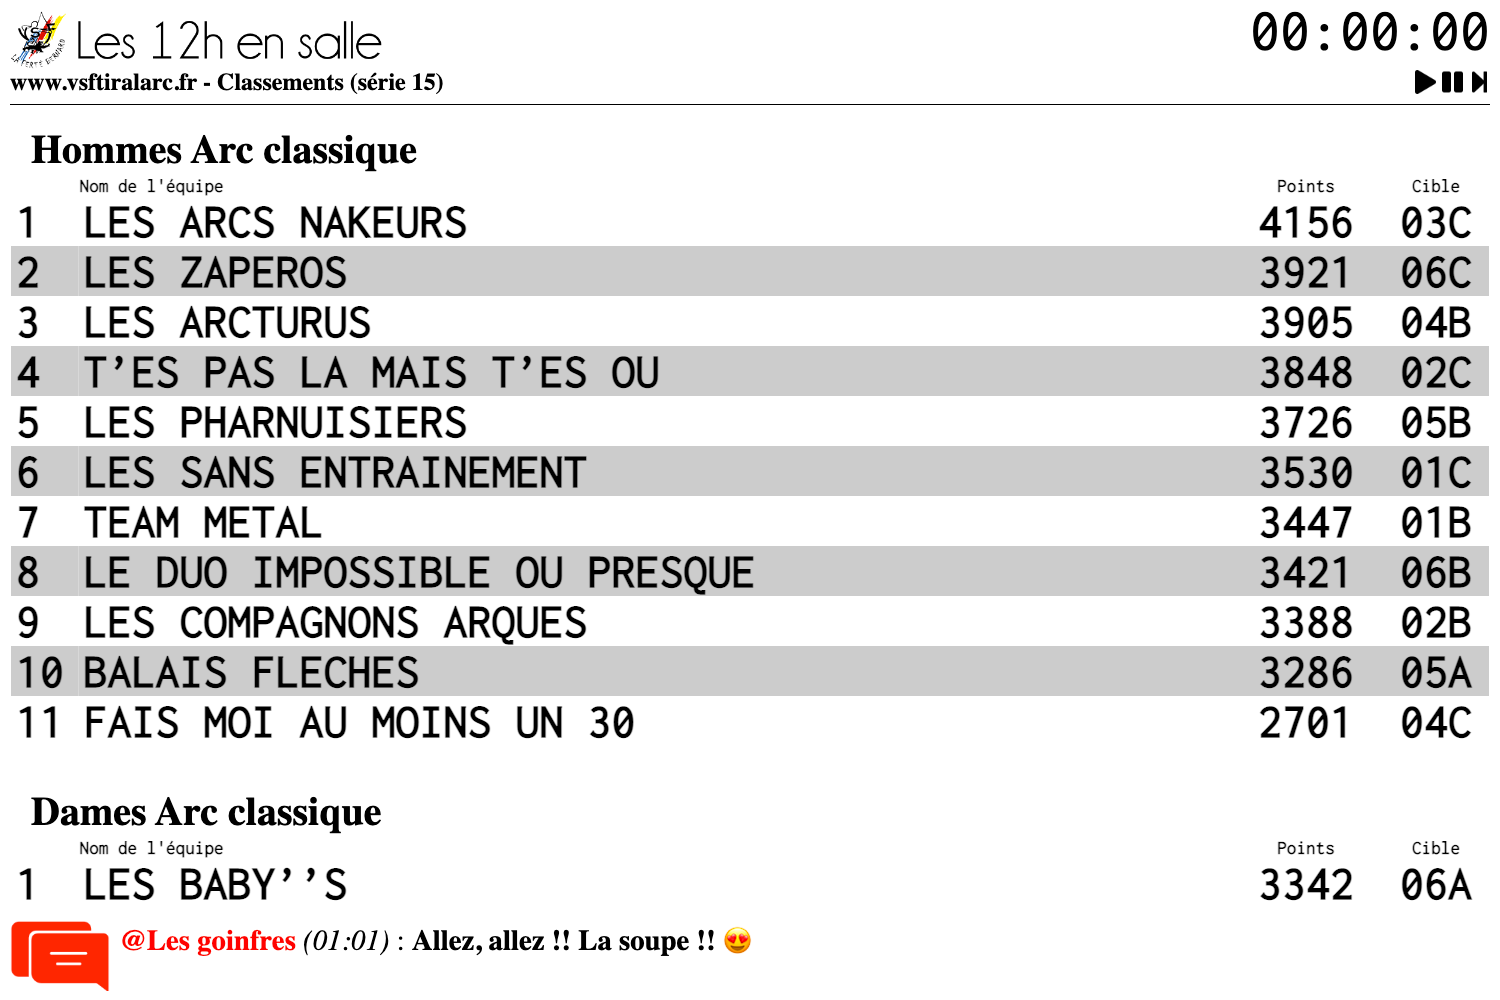 Les 12h en salle
00:00:00
www.vsftiralarc.fr - Classements (série 15)
Hommes Arc classique
Nom de l'équipe Points Cible
1 LES ARCS NAKEURS 4156 03C
2 LES ZAPEROS 3921 06C
3 LES ARCTURUS 3905 04B
4 T’ES PAS LA MAIS T’ES OU 3848 02C
5 LES PHARNUISIERS 3726 05B
6 LES SANS ENTRAINEMENT 3530 01C
7 TEAM METAL 3447 01B
8 LE DUO IMPOSSIBLE OU PRESQUE 3421 06B
9 LES COMPAGNONS ARQUES 3388 02B
10 BALAIS FLECHES 3286 05A
11 FAIS MOI AU MOINS UN 30 2701 04C
Dames Arc classique
Nom de l'équipe Points Cible
1 LES BABY’’S 3342 06A
@Les goinfres (01:01) : Allez, allez !! La soupe !! 😍